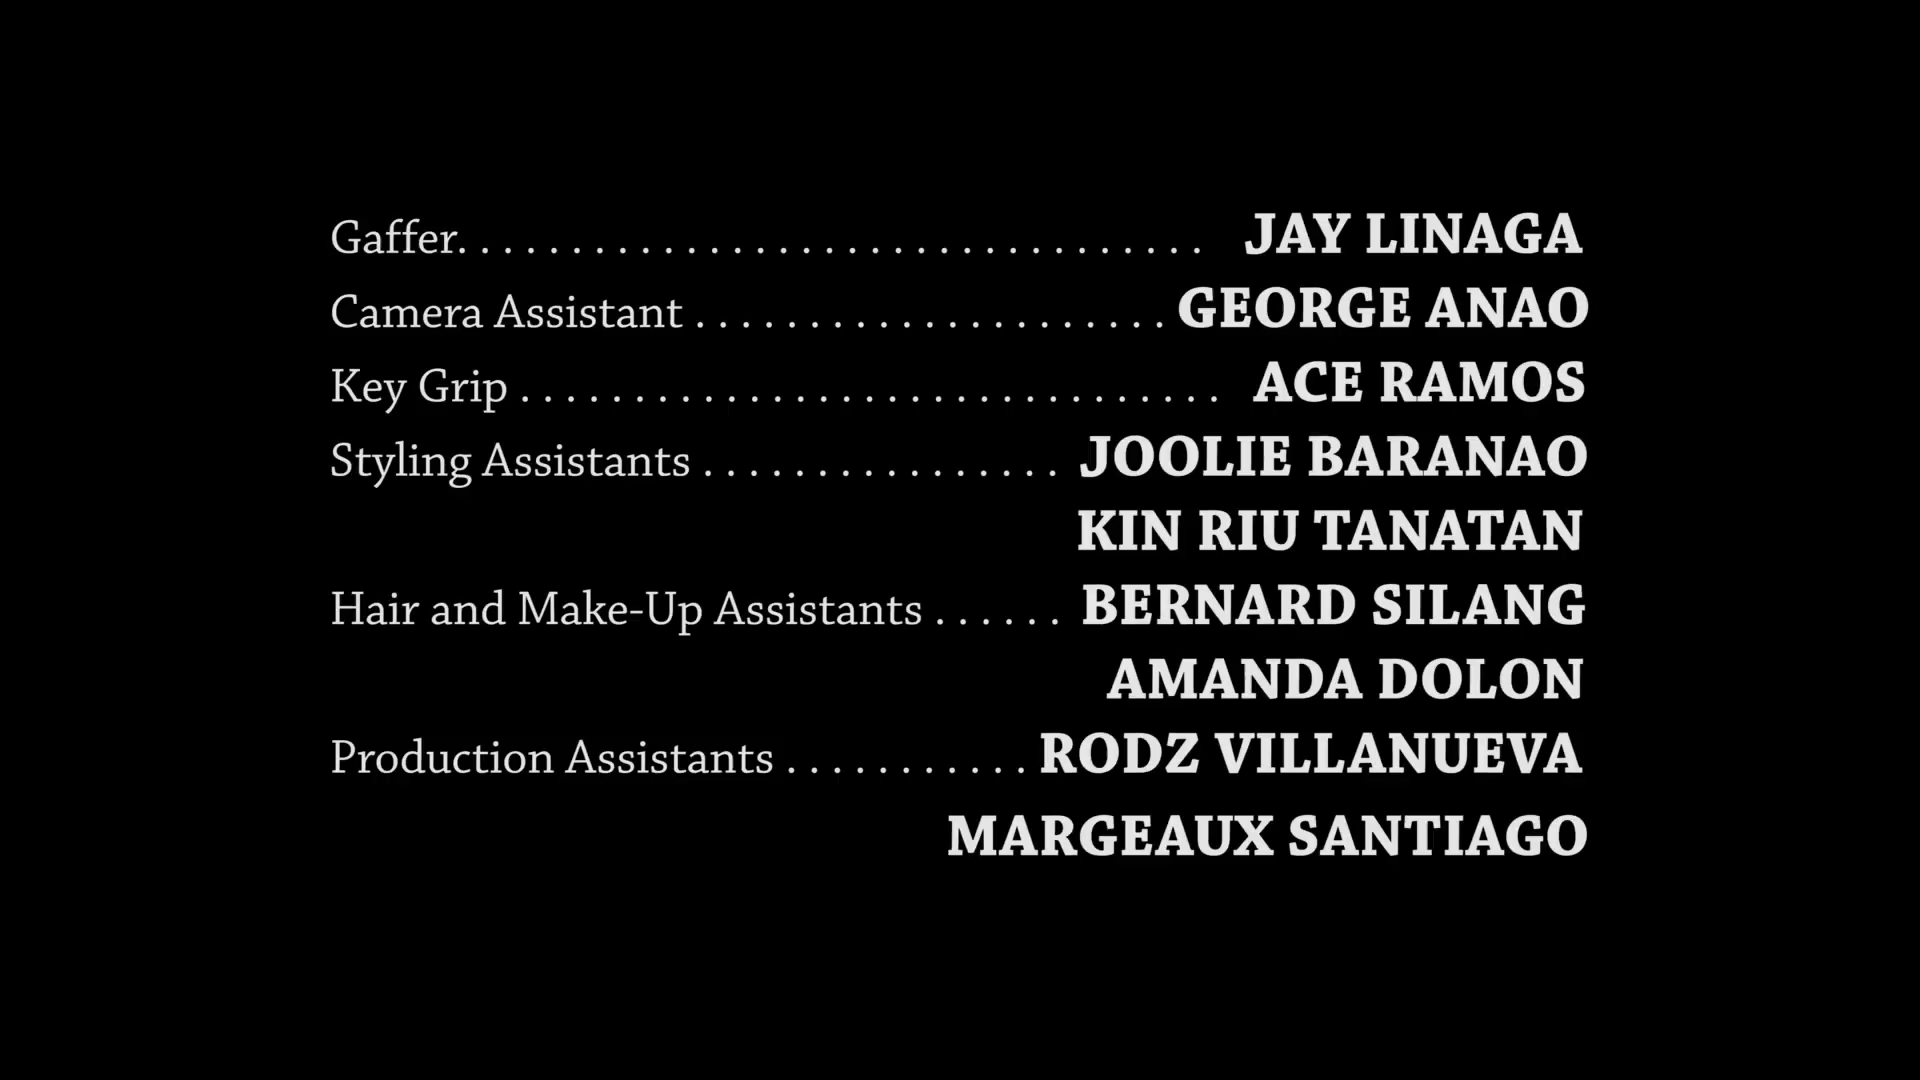 Gaffer. . . . . . . . . . . . . . . . . . . . . . . . . . . . . . . . . JAY LINAGA
Camera Assistant . . . . . . . . . . . . . . . . . . . . . GEORGE ANAO
Key Grip . . . . . . . . . . . . . . . . . . . . . . . . . . . . . . . ACE RAMOS
Styling Assistants . . . . . . . . . . . . . . . . JOOLIE BARANAO
KIN RIU TANATAN
Hair and Make-Up Assistants . . . . . . BERNARD SILANG
AMANDA DOLON
Production Assistants . . . . . . . . . . . RODZ VILLANUEVA
MARGEAUX SANTIAGO